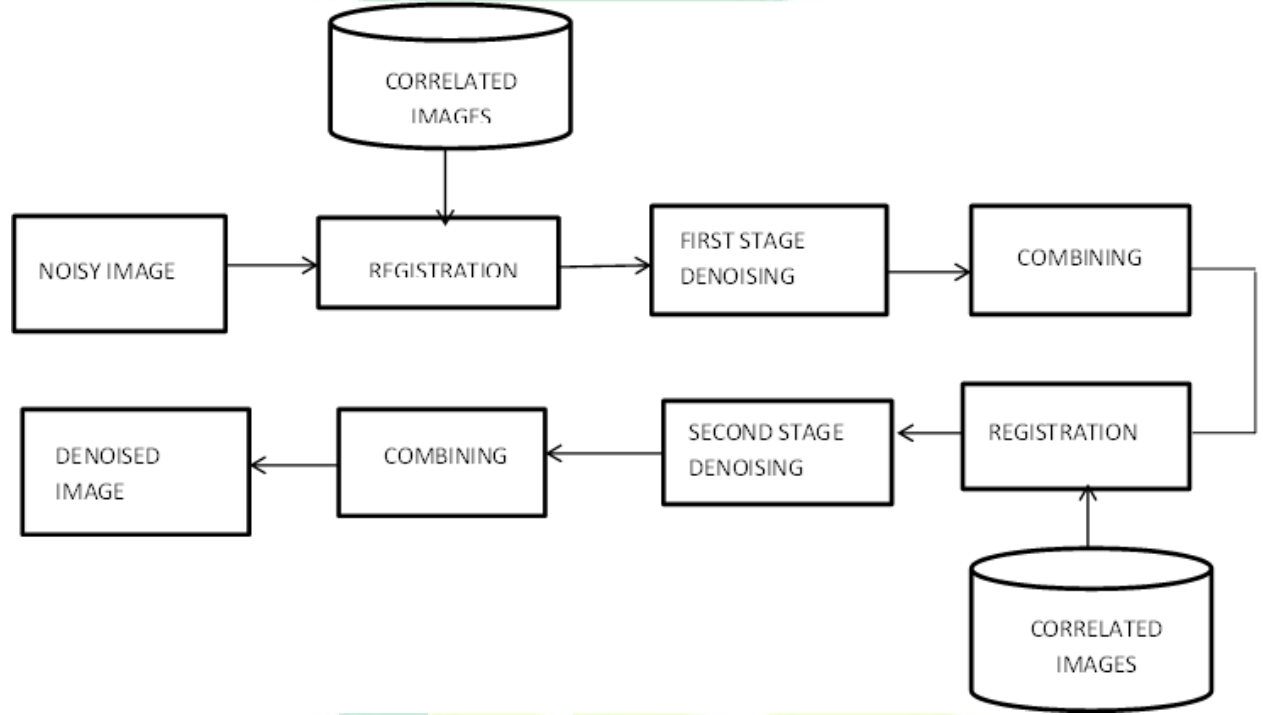 CORRELATED
IMAGES
NOISY IMAGE
REGISTRATION
FIRST STAGE
DENOISING
COMBINING
REGISTRATION
SECOND STAGE
DENOISING
COMBINING
DENOISED
IMAGE
CORRELATED
IMAGES